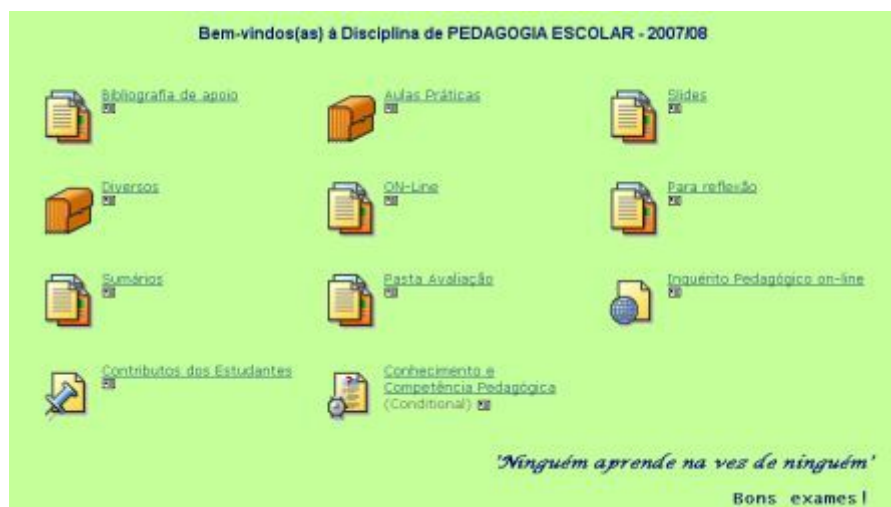 Bem-vindos(as) à Disciplina de PEDAGOGIA ESCOLAR - 2007/08
Bibliografia de apoio
Aulas Práticas
Slides
Diversos
ON-Line
Para reflexão
Sumários
Pasta Avaliação
Inquérito Pedagógico on-line
Contributos dos Estudantes
Conhecimento e
Competência Pedagógica
(Conditional)
'Ninguém aprende na vez de ninguém'
Bons exames!